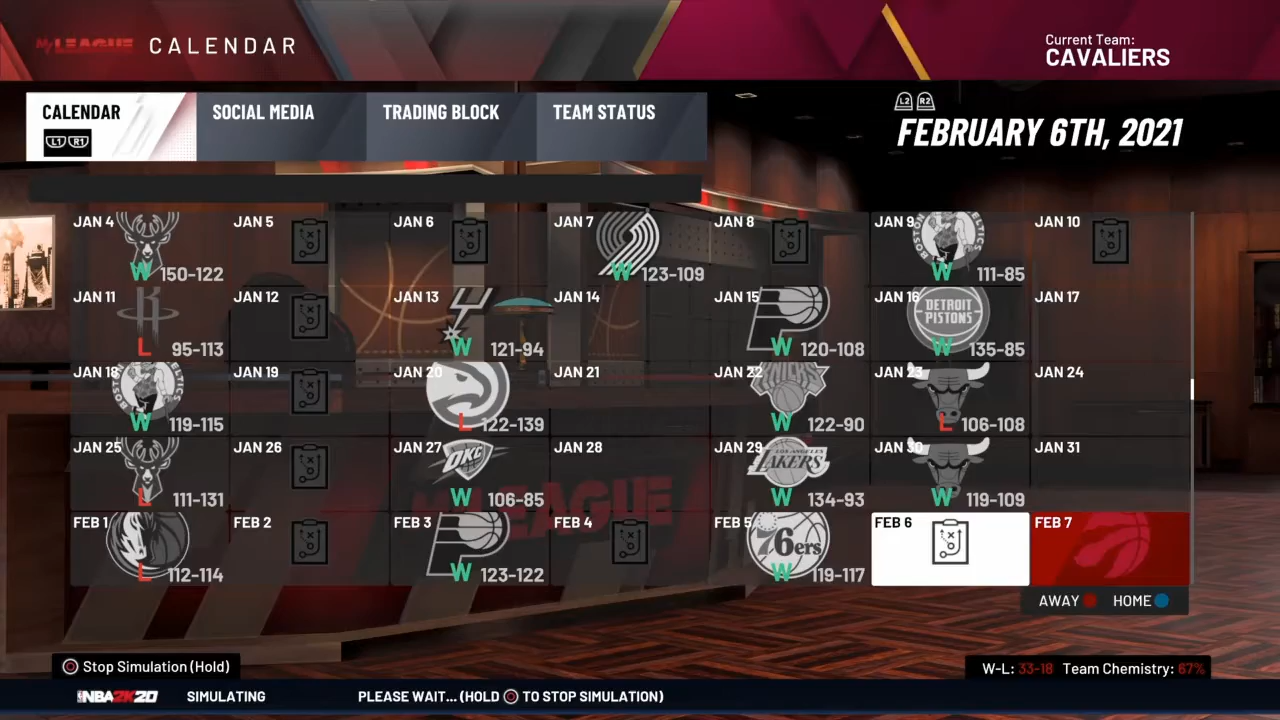 MyLEAGUE CALENDAR
Current Team:
CAVALIERS
CALENDAR SOCIAL MEDIA TRADING BLOCK TEAM STATUS
L1 R1
L2 R2
FEBRUARY 6TH, 2021
JAN 4 JAN 5 JAN 6 JAN 7 JAN 8 JAN 9 JAN 10
BOSTON CELTICS
W 150-122 W W 123-109 W 111-85
JAN 11 JAN 12 JAN 13 JAN 14 JAN 15 JAN 16 JAN 17
DETROIT
PISTONS
L 95-113 W 121-94 W 120-108 W 135-85
JAN 18 JAN 19 JAN 20 JAN 21 JAN 22 JAN 23 JAN 24
BOSTON CELTICS KNICKS
W 119-115 L 122-139 W 122-90 L 106-108
JAN 25 JAN 26 JAN 27 JAN 28 JAN 29 JAN 30 JAN 31
OKC LOS ANGELES
LAKERS
L 111-131 W 106-85 W 134-93 W 119-109
FEB 1 FEB 2 FEB 3 FEB 4 FEB 5 FEB 6 FEB 7
76ers
L 112-114 W 123-122 W 119-117
AWAY HOME
Stop Simulation (Hold)
W-L: 33-18 Team Chemistry: 67%
NBA2K20 SIMULATING PLEASE WAIT... (HOLD TO STOP SIMULATION)